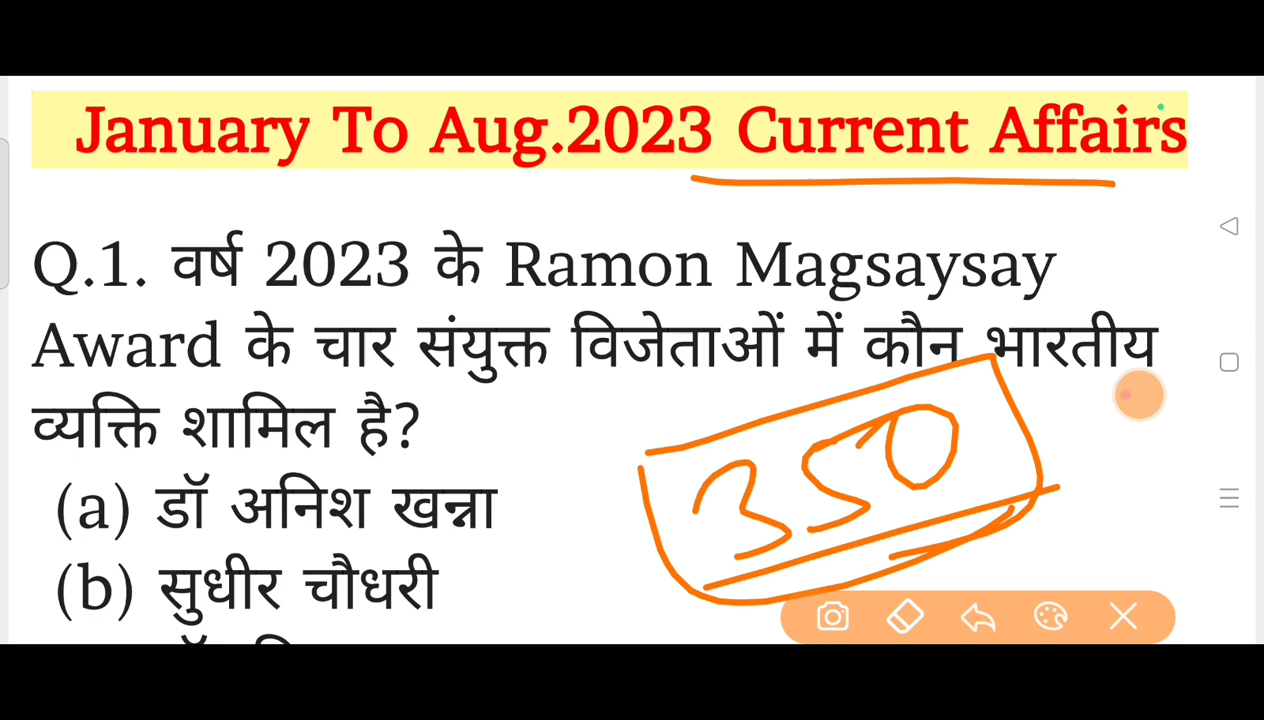 January To Aug.2023 Current Affairs
Q.1. वर्ष 2023 के Ramon Magsaysay
Award के चार संयुक्त विजेताओं में कौन भारतीय
व्यक्ति शामिल है?
350
(a) डॉ अनिश खन्ना
(b) सुधीर चौधरी